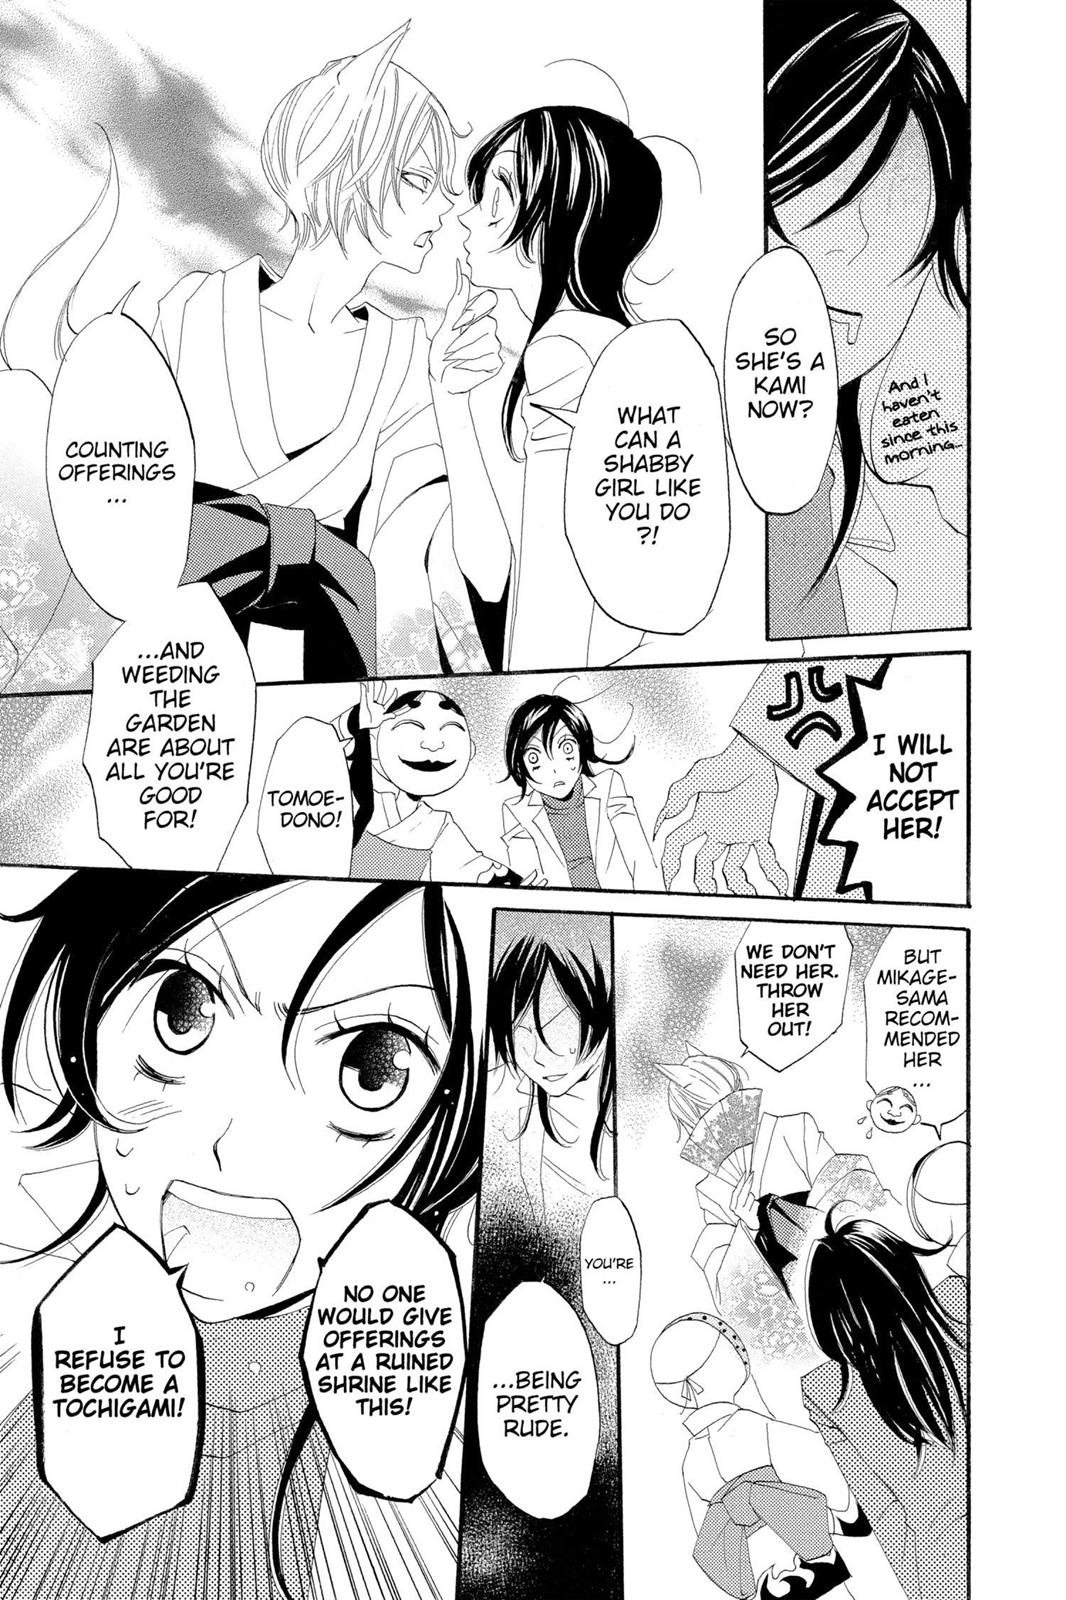 SO
SHE'S A
KAMI
NOW?
And I
haven't
eaten
since this
morning...
WHAT
CAN A
SHABBY
GIRL LIKE
YOU DO
?!
COUNTING
OFFERINGS
...
...AND
WEEDING
THE
GARDEN
ARE ABOUT
ALL YOU'RE
GOOD
FOR!
I WILL
NOT
ACCEPT
HER!
TOMOE-
DONO!
BUT
MIKAGE-
SAMA
RECOM-
MENDED
HER
...
WE DON'T
NEED HER.
THROW
HER
OUT!
YOU'RE
...
...BEING
PRETTY
RUDE.
NO ONE
WOULD GIVE
OFFERINGS
AT A RUINED
SHRINE LIKE
THIS!
I
REFUSE TO
BECOME A
TOCHIGAMI!